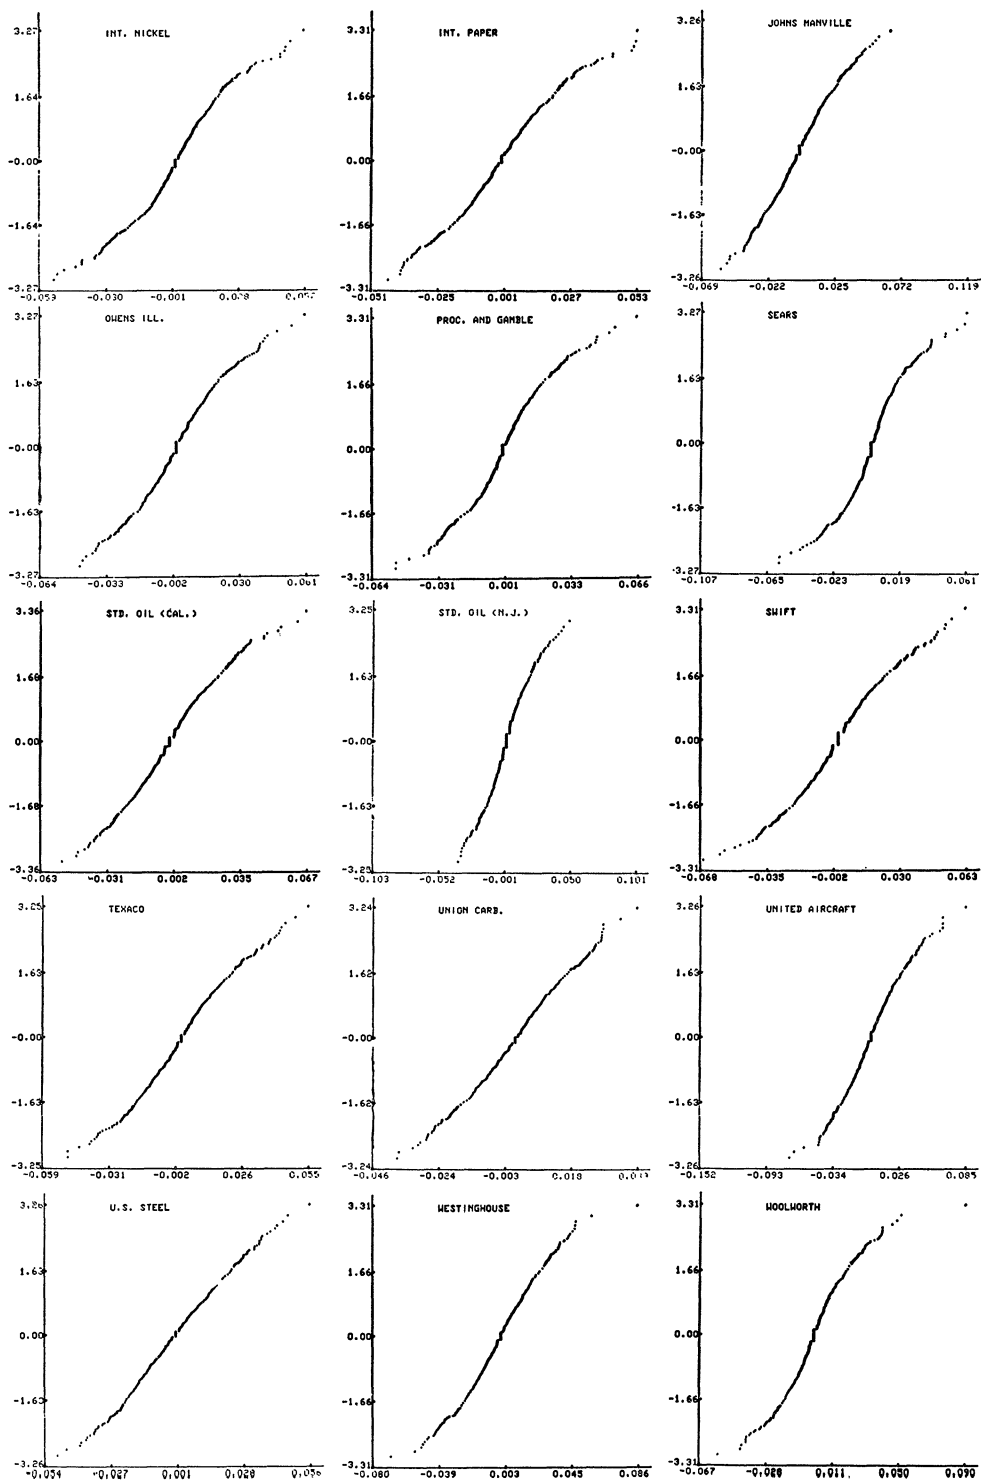 INT. NICKEL
3.27
1.64
-0.00
-1.64
-3.27
-0.059 -0.030 -0.001 0.028
INT. PAPER
3.31
1.66
0.00
-1.66
-3.31
-0.051 -0.025 0.001 0.027 0.053
JOHNS MANVILLE
3.26
1.63
-0.00
-1.63
-3.26
-0.069 -0.022 0.025 0.072 0.119
OWENS ILL.
3.27
1.63
-0.00
-1.63
-3.27
-0.064 -0.033 -0.002 0.030 0.061
PROC. AND GAMBLE
3.31
1.66
0.00
-1.66
-3.31
-0.064 -0.031 0.001 0.033 0.066
SEARS
3.27
1.63
0.00
-1.63
-3.27
-0.107 -0.065 -0.023 0.019 0.061
STD. OIL (CAL.)
3.36
1.68
0.00
-1.68
-3.36
-0.063 -0.031 0.002 0.035 0.067
STD. OIL (N.J.)
3.25
1.63
-0.00
-1.63
-3.25
-0.103 -0.052 -0.001 0.050 0.101
SWIFT
3.31
1.66
0.00
-1.66
-3.31
-0.068 -0.035 -0.002 0.030 0.063
TEXACO
3.25
1.63
-0.00
-1.63
-3.25
-0.059 -0.031 -0.002 0.026 0.055
UNION CARB.
3.24
1.62
-0.00
-1.62
-3.24
-0.046 -0.024 -0.003 0.018
UNITED AIRCRAFT
3.26
1.63
-0.00
-1.63
-3.26
-0.152 -0.093 -0.034 0.026 0.085
U.S. STEEL
3.26
1.63
0.00
-1.63
-3.26
-0.054 -0.027 0.001 0.028 0.056
WESTINGHOUSE
3.31
1.66
0.00
-1.66
-3.31
-0.080 -0.039 0.003 0.045 0.086
WOOLWORTH
3.31
1.66
0.00
-1.66
-3.31
-0.067 -0.028 0.011 0.050 0.090